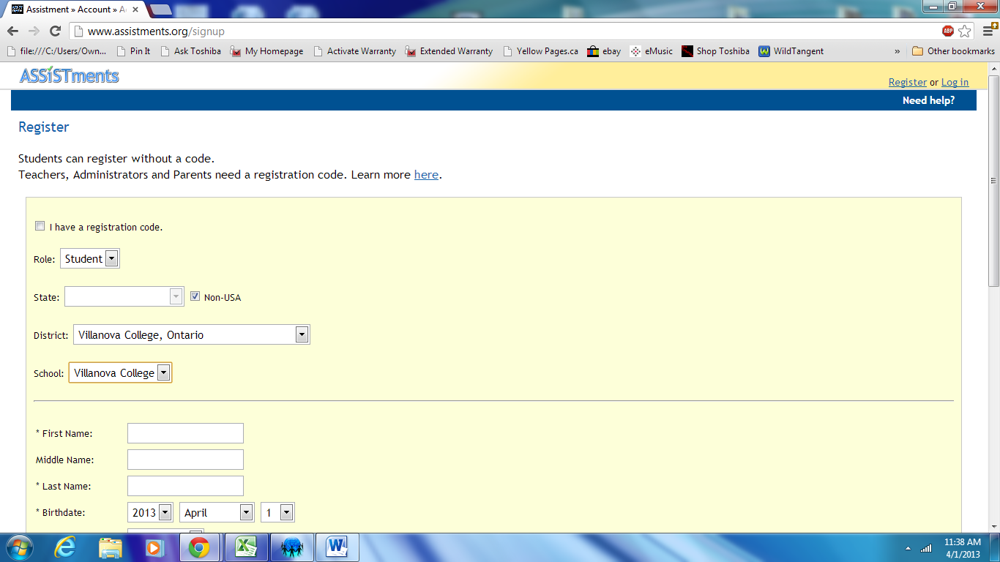 Assistment » Account » A
www.assistments.org/signup
ABP
file:///C:/Users/Own... Pin It Ask Toshiba My Homepage Activate Warranty Extended Warranty Yellow Pages.ca ebay eMusic Shop Toshiba WildTangent » Other bookmarks
ASSiSTments
Register or Log in
Need help?
Register
Students can register without a code.
Teachers, Administrators and Parents need a registration code. Learn more here.
I have a registration code.
Role: Student
State: Non-USA
District: Villanova College, Ontario
School: Villanova College
* First Name:
Middle Name:
* Last Name:
* Birthdate: 2013 April 1
11:38 AM
4/1/2013